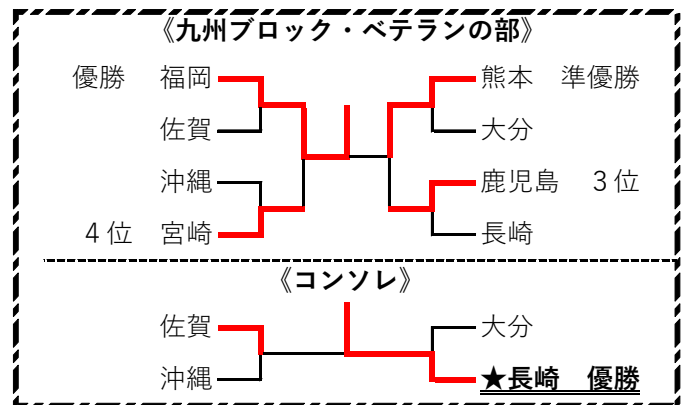 《九州ブロック・ベテランの部》
優勝　福岡　熊本　準優勝
佐賀　大分
沖縄　鹿児島　３位
４位　宮崎　長崎
《コンソレ》
佐賀　大分
沖縄　★長崎　優勝